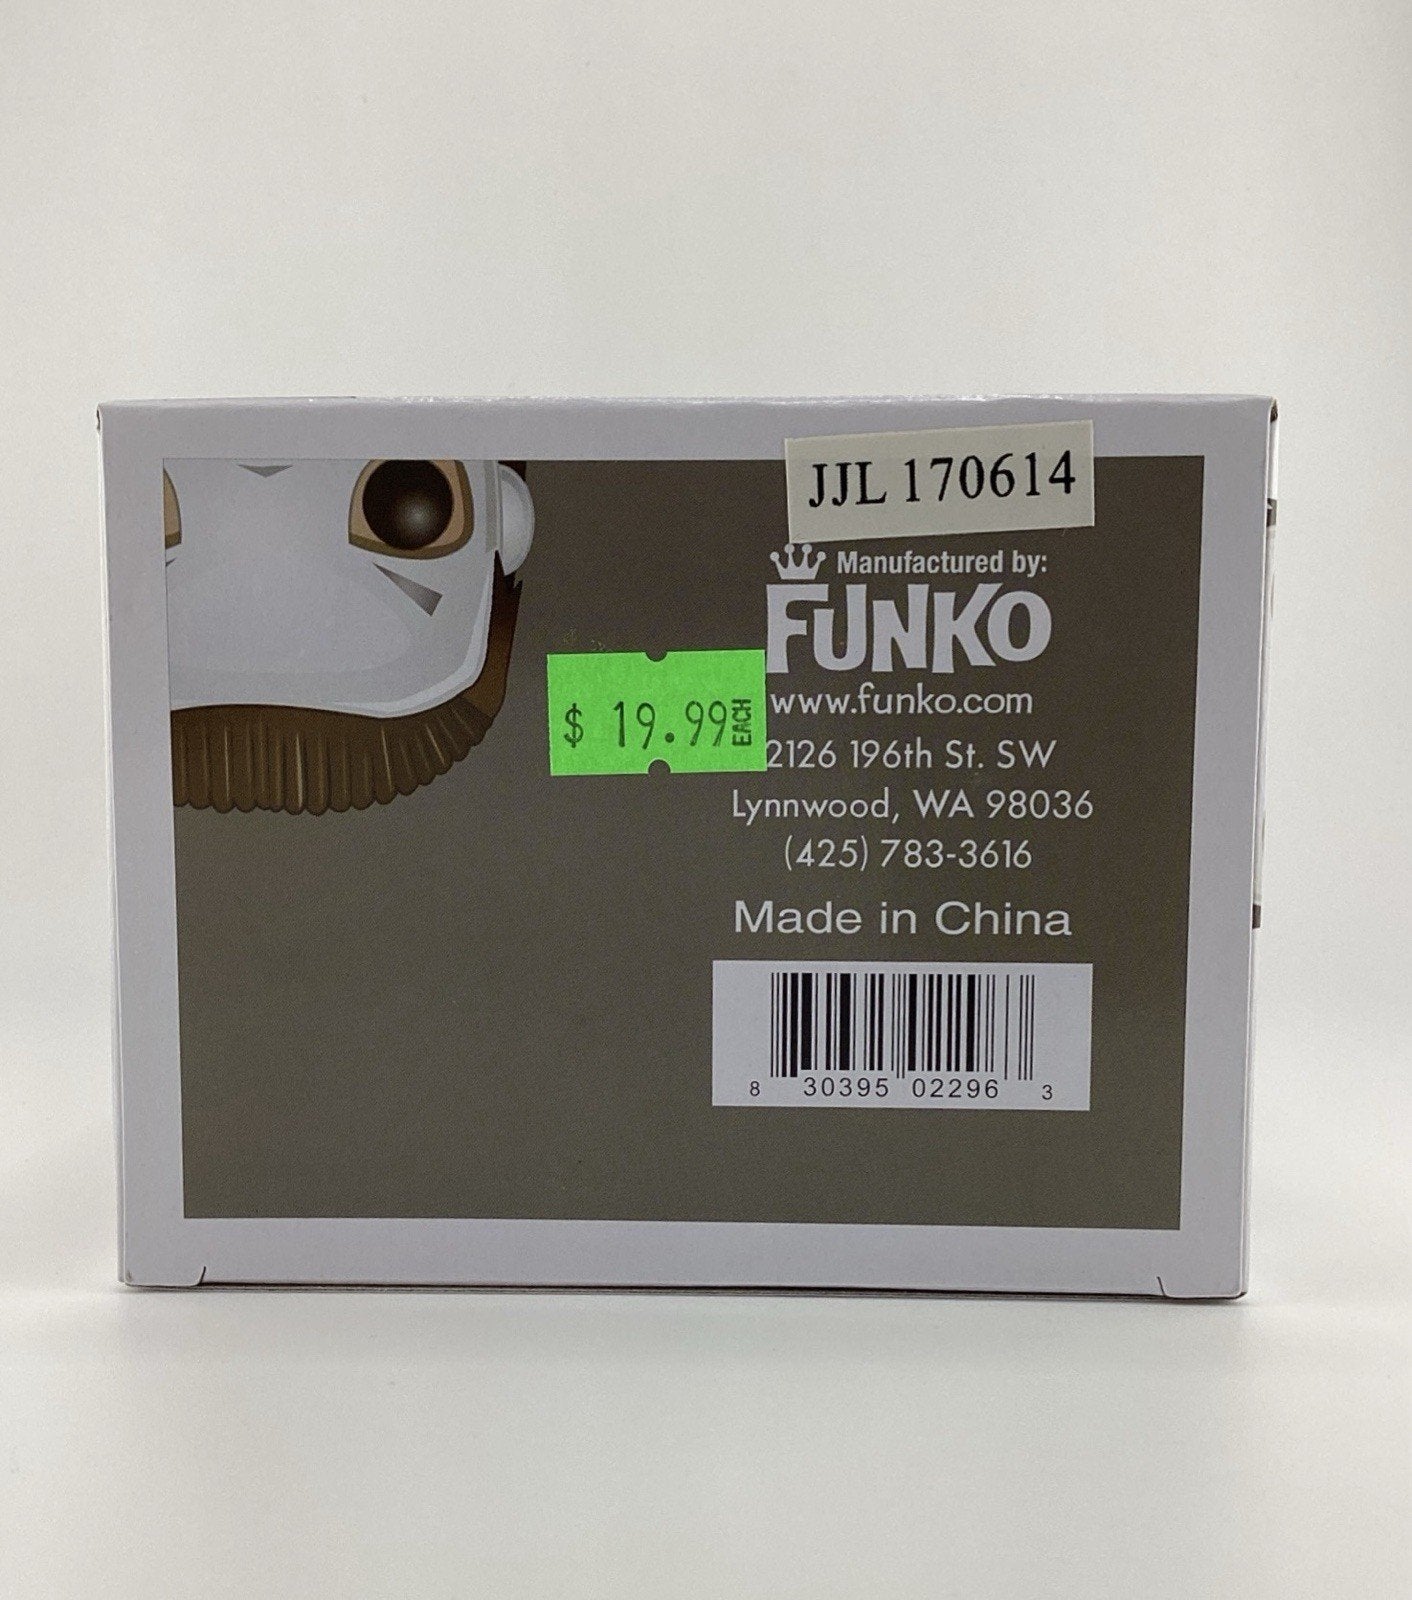 JJL 170614
Manufactured by:
FUNKO
www.funko.com
$ 19.99 EACH
2126 196th St. SW
Lynnwood, WA 98036
(425) 783-3616
Made in China
8 30395 02296 3